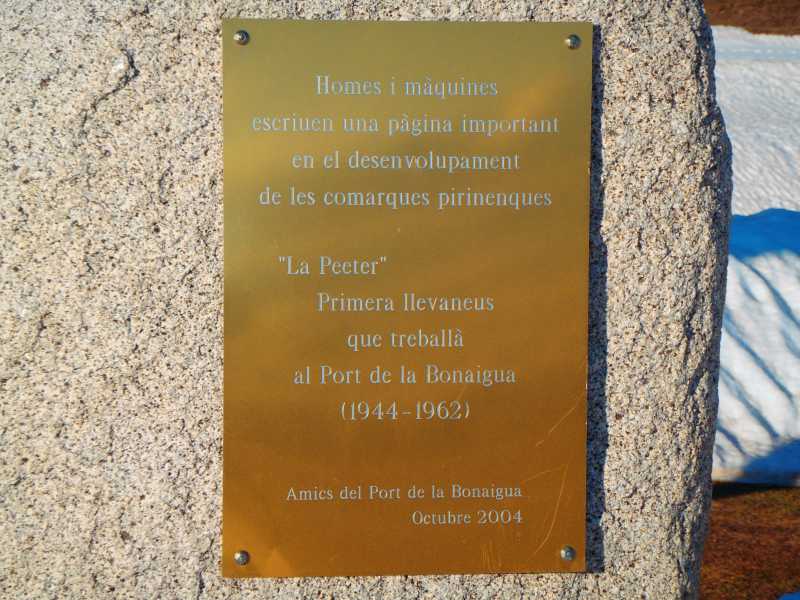 Homes i màquines
escriuen una pàgina important
en el desenvolupament
de les comarques pirinenques
"La Peeter"
Primera llevaneus
que treballà
al Port de la Bonaigua
(1944-1962)
Amics del Port de la Bonaigua
Octubre 2004